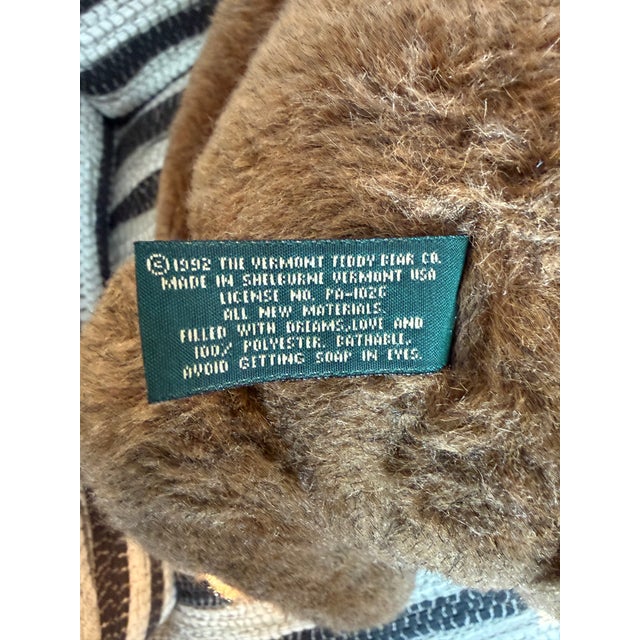 ©1992 THE VERMONT TEDDY BEAR CO.
MADE IN SHELBURNE VERMONT USA
LICENSE NO. PA-102C
ALL NEW MATERIALS
FILLED WITH DREAMS,LOVE AND
100% POLYESTER. BATHABLE,
AVOID GETTING SOAP IN EYES.